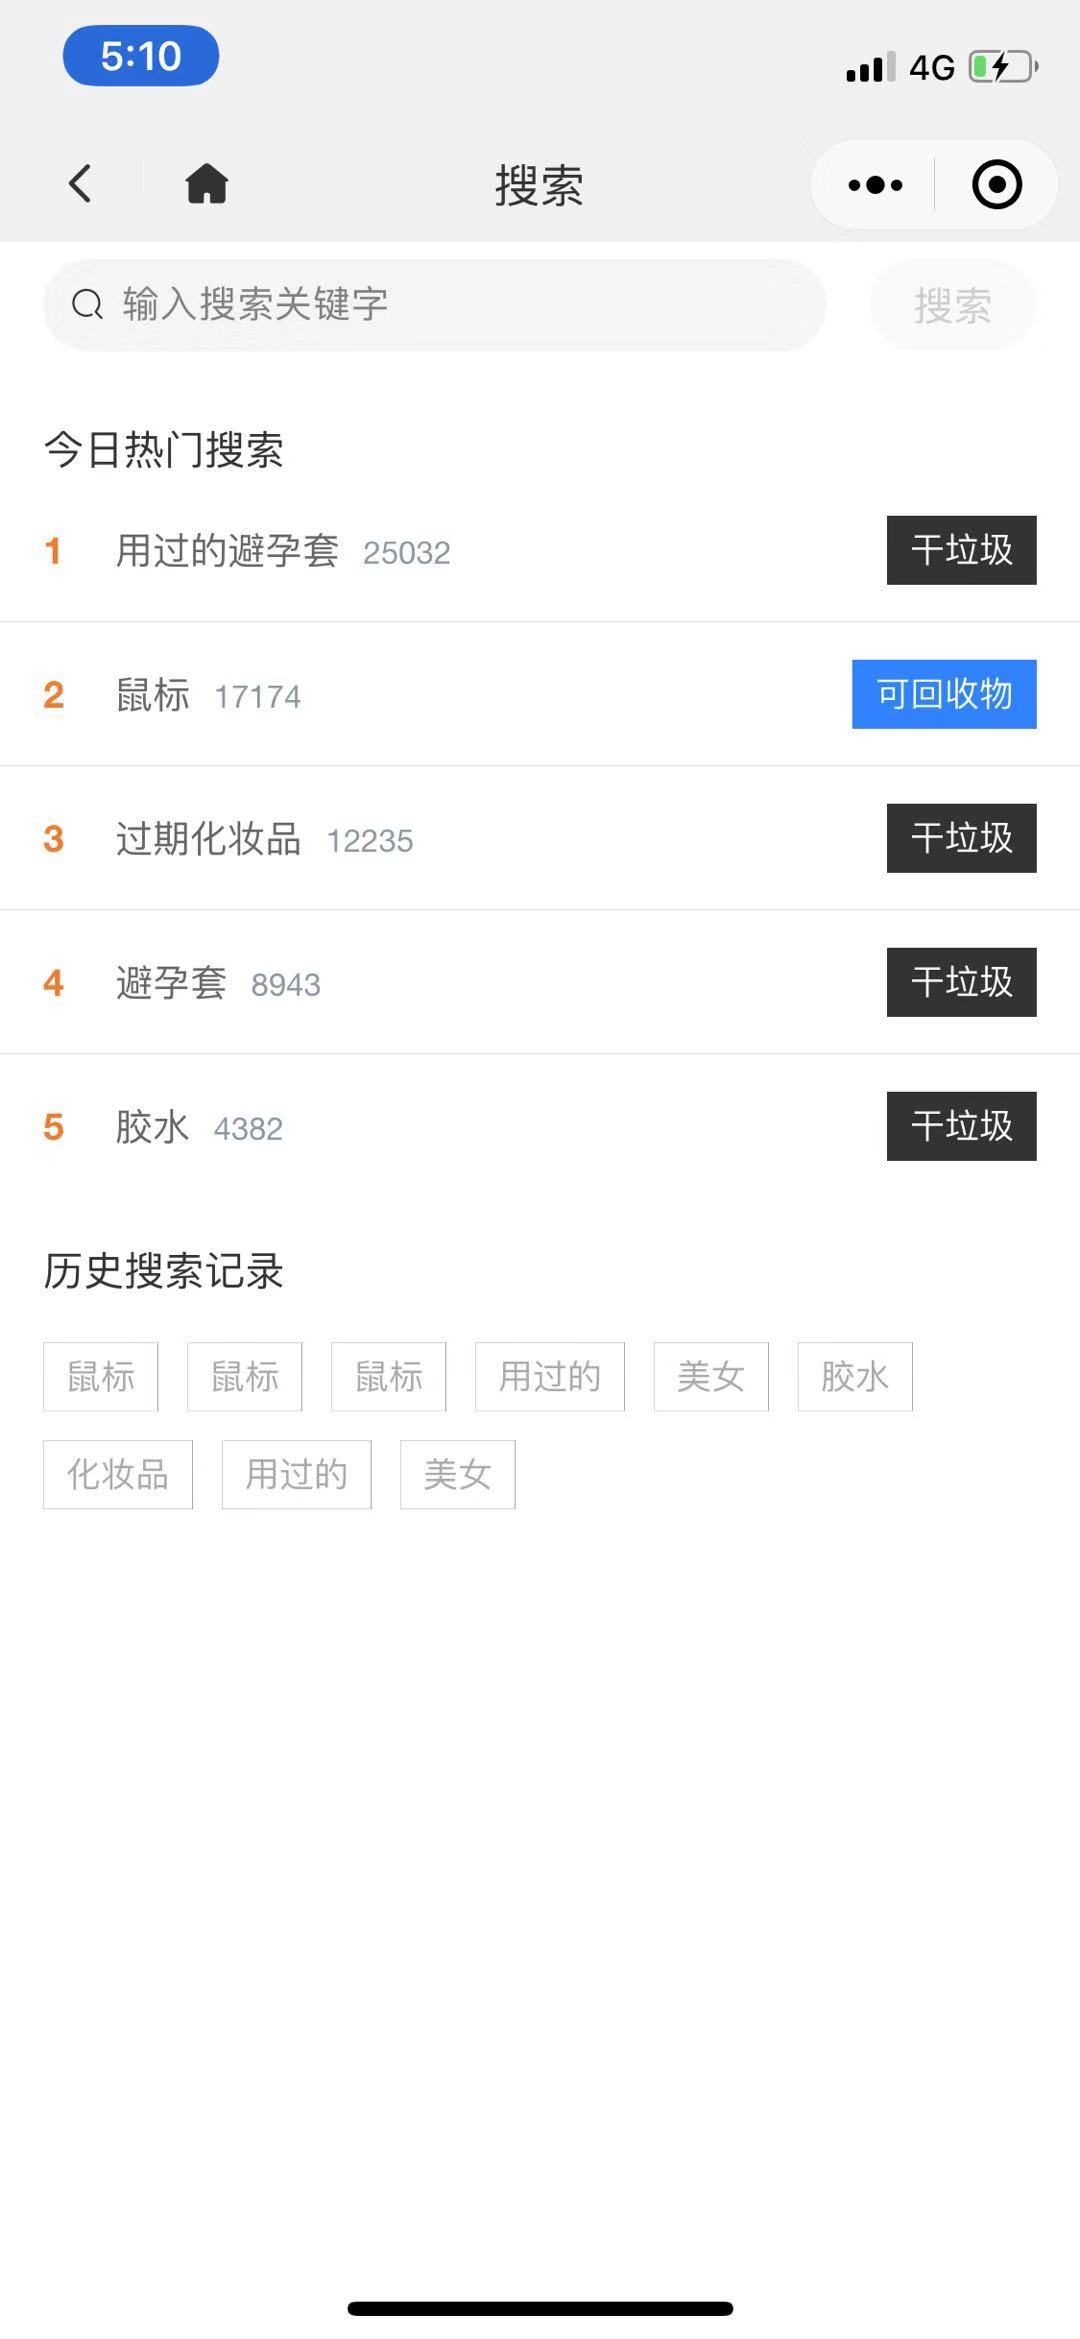 5:10 4G
搜索
输入搜索关键字 搜索
今日热门搜索
1 用过的避孕套 25032 干垃圾
2 鼠标 17174 可回收物
3 过期化妆品 12235 干垃圾
4 避孕套 8943 干垃圾
5 胶水 4382 干垃圾
历史搜索记录
鼠标 鼠标 鼠标 用过的 美女 胶水
化妆品 用过的 美女